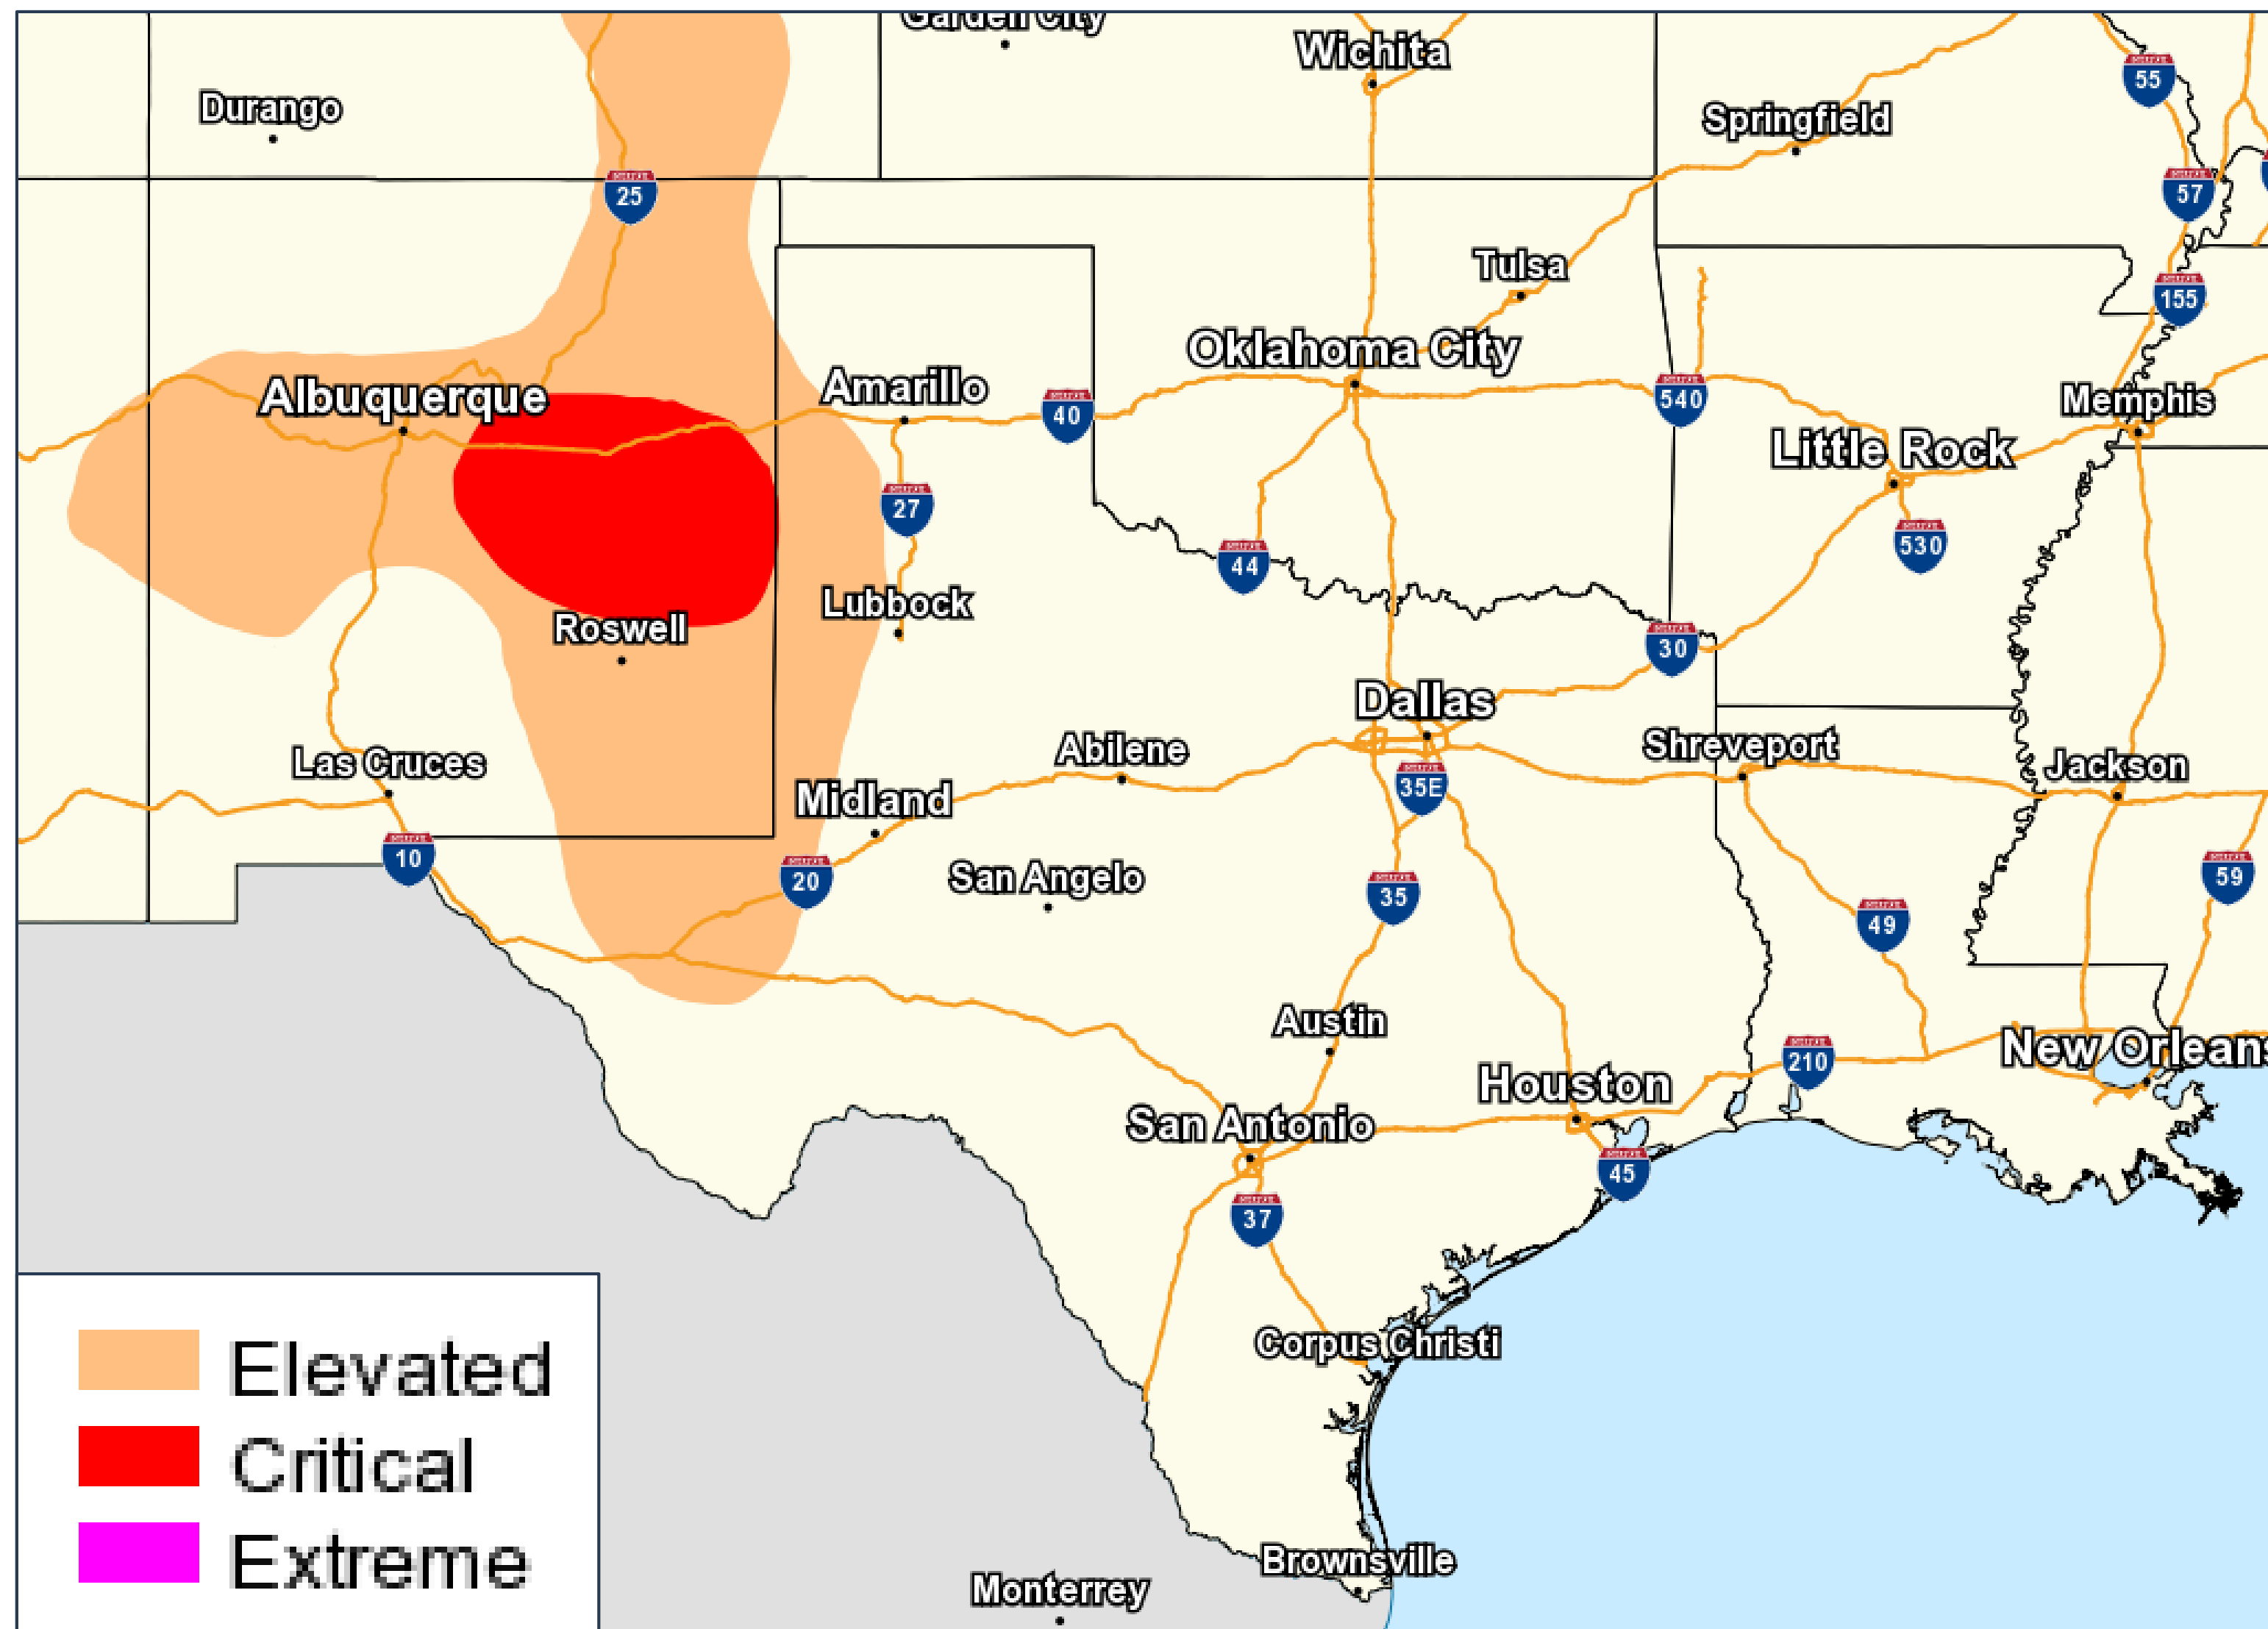 Garden City
Wichita
55
Durango
Springfield
25
57
Tulsa
155
Oklahoma City
Albuquerque
Amarillo
40
540
Memphis
Little Rock
27
530
44
Lubbock
Roswell
30
Dallas
Las Cruces
Abilene
Shreveport
Jackson
Midland
35E
10
20
San Angelo
35
59
49
Austin
New Orleans
210
Houston
San Antonio
45
37
Corpus Christi
Elevated
Critical
Extreme
Brownsville
Monterrey